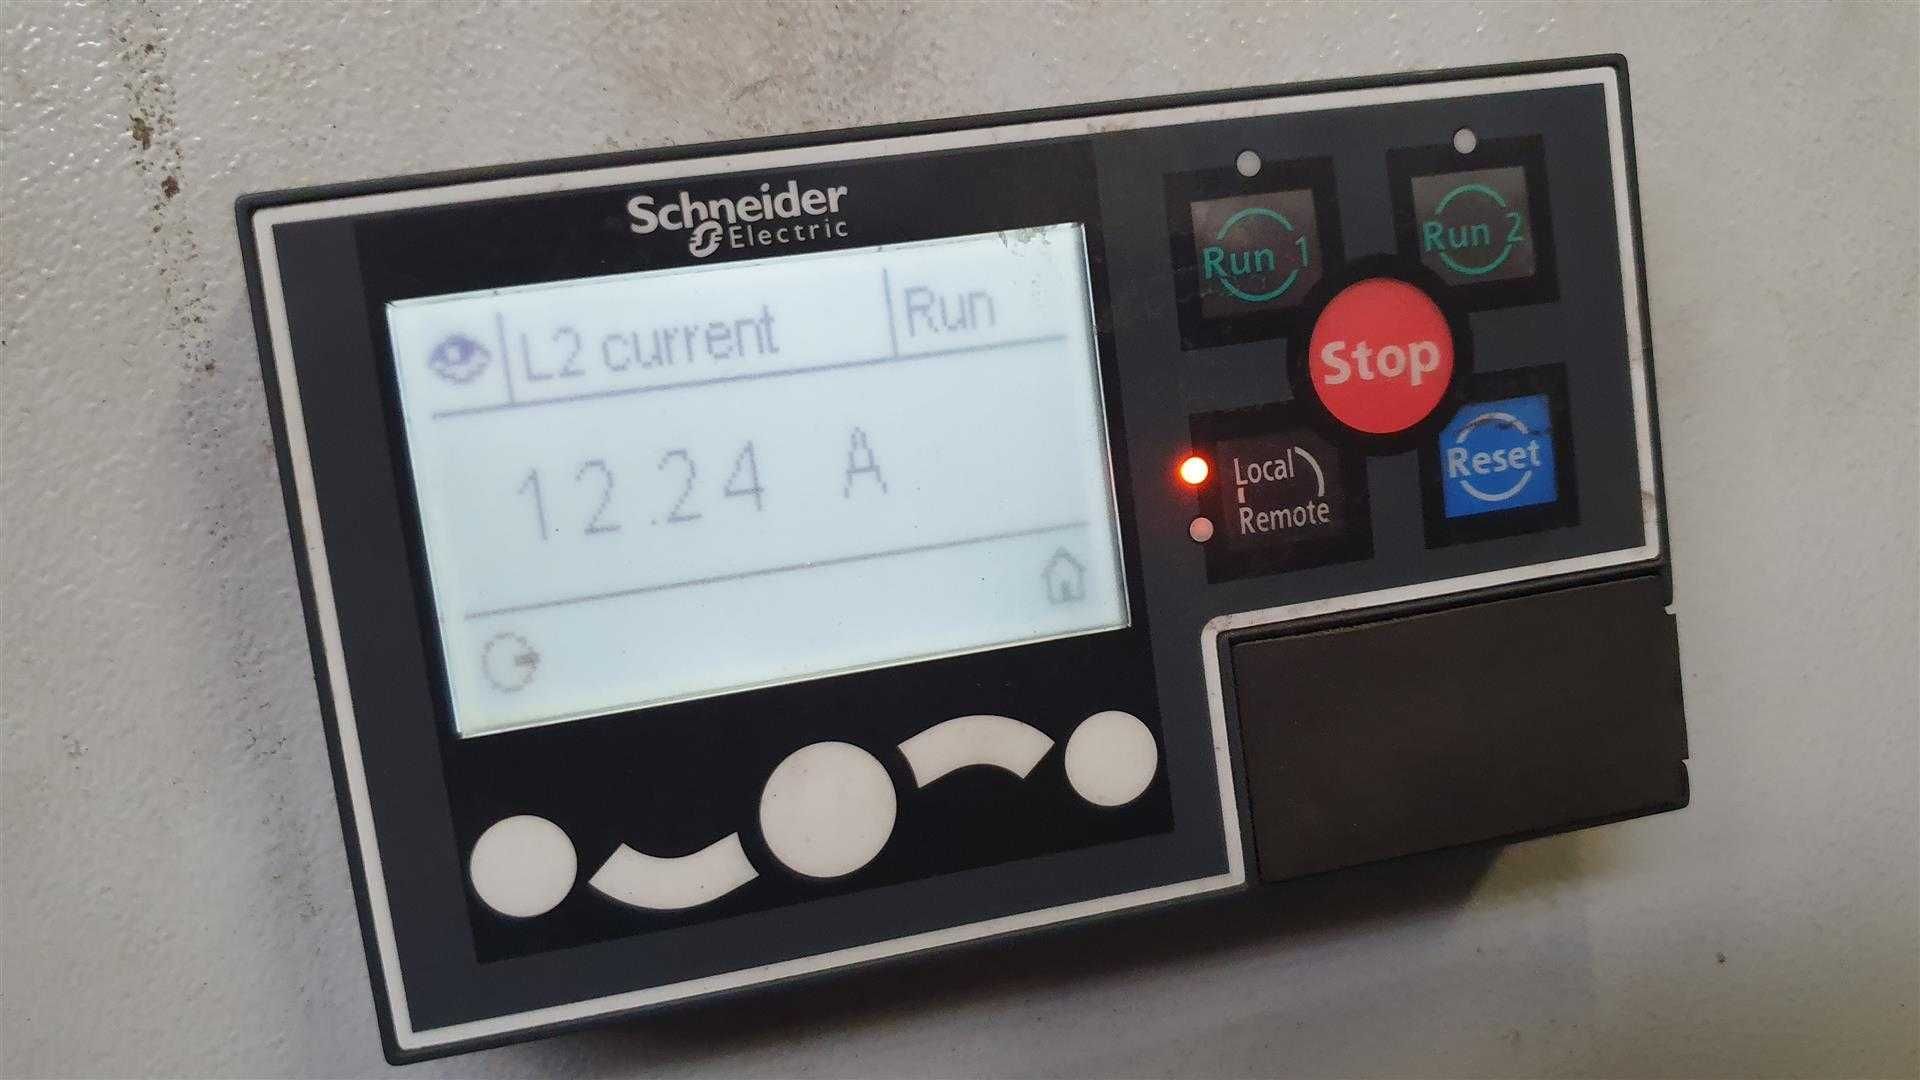 Schneider
Electric
L2 current
Run
12.24 A
Run 1
Run 2
Stop
Local
Remote
Reset